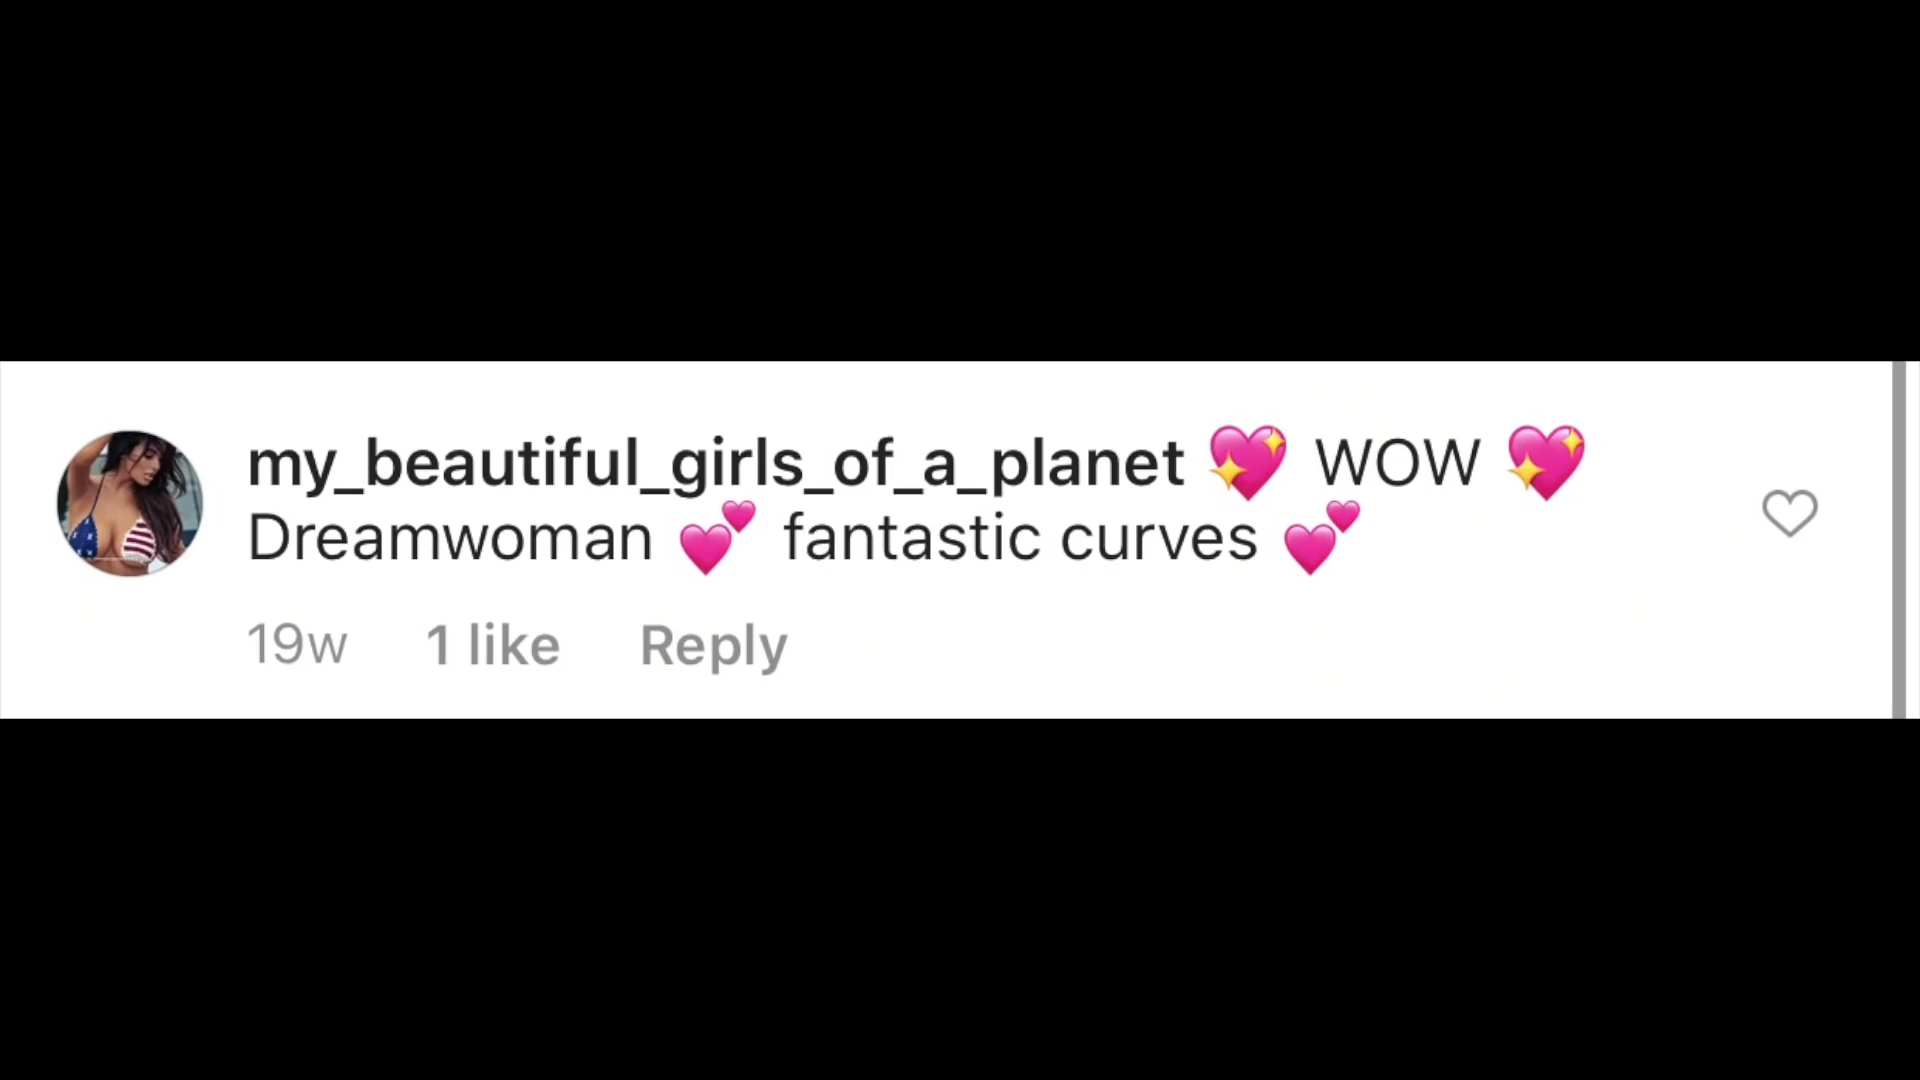 my_beautiful_girls_of_a_planet 💖 WOW 💖
Dreamwoman 💕 fantastic curves 💕
19w 1 like Reply